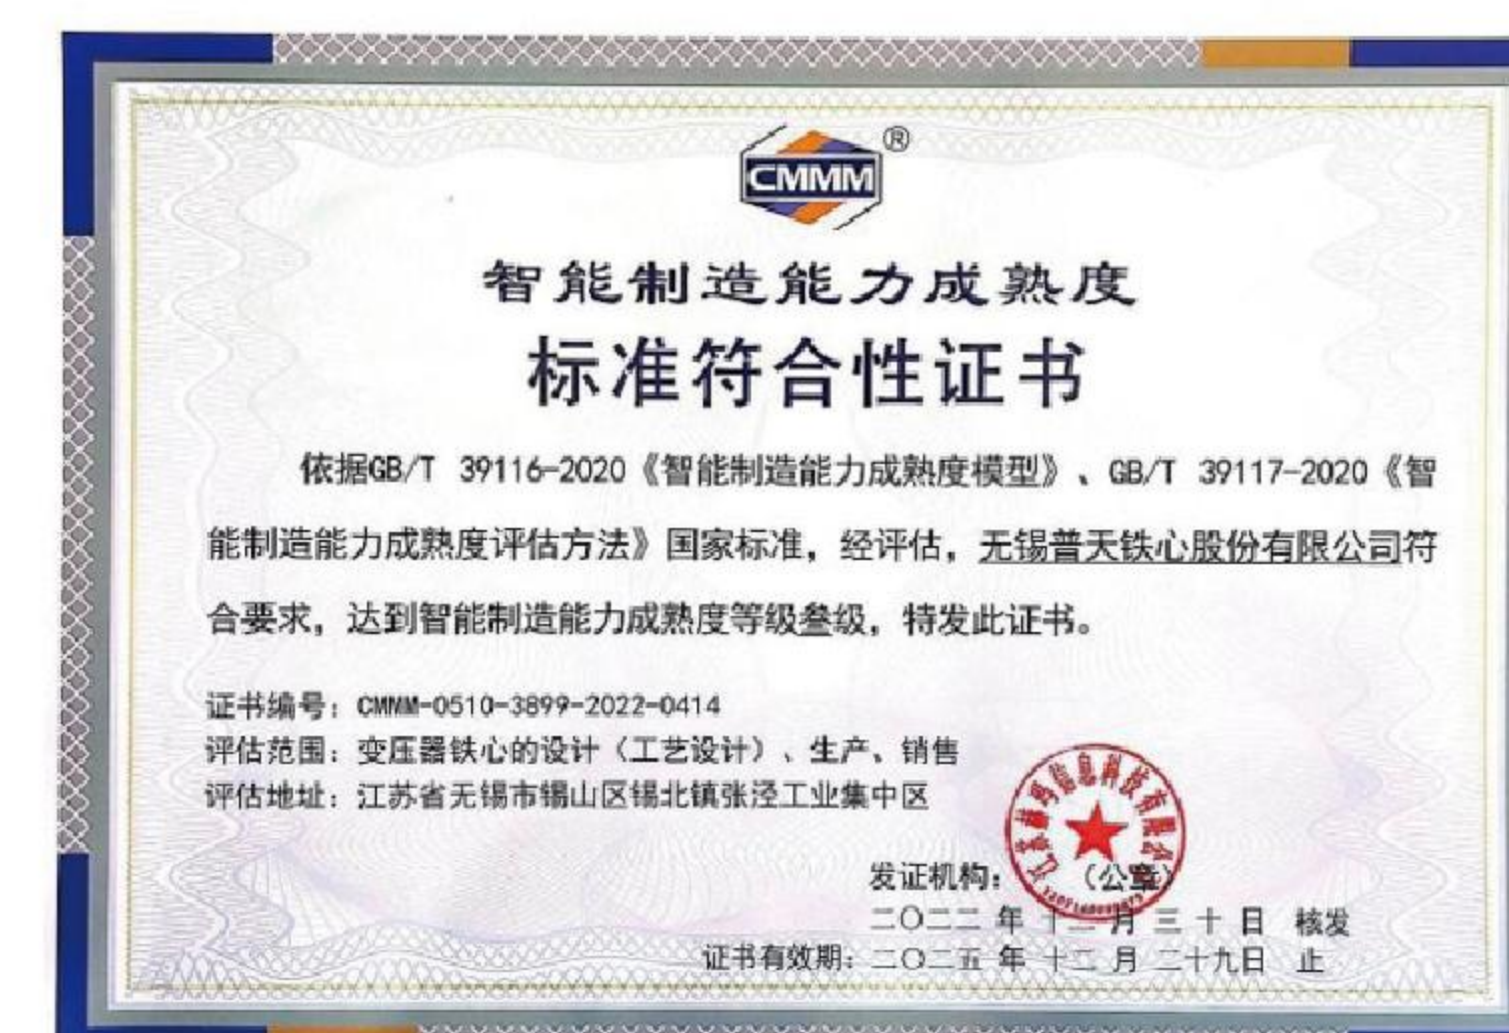 CMMM®
智能制造能力成熟度
标准符合性证书
依据GB/T 39116-2020《智能制造能力成熟度模型》、GB/T 39117-2020《智
能制造能力成熟度评估方法》国家标准，经评估，无锡普天铁心股份有限公司符
合要求，达到智能制造能力成熟度等级叁级，特发此证书。
证书编号：CMMM-0510-3899-2022-0414
评估范围：变压器铁心的设计（工艺设计）、生产、销售
评估地址：江苏省无锡市锡山区锡北镇张泾工业集中区
信息科技有限公
发证机构：（公章）
二〇二二 年 十二 月 三十 日 核发
证书有效期：二〇二五 年 十二 月 二十九日 止